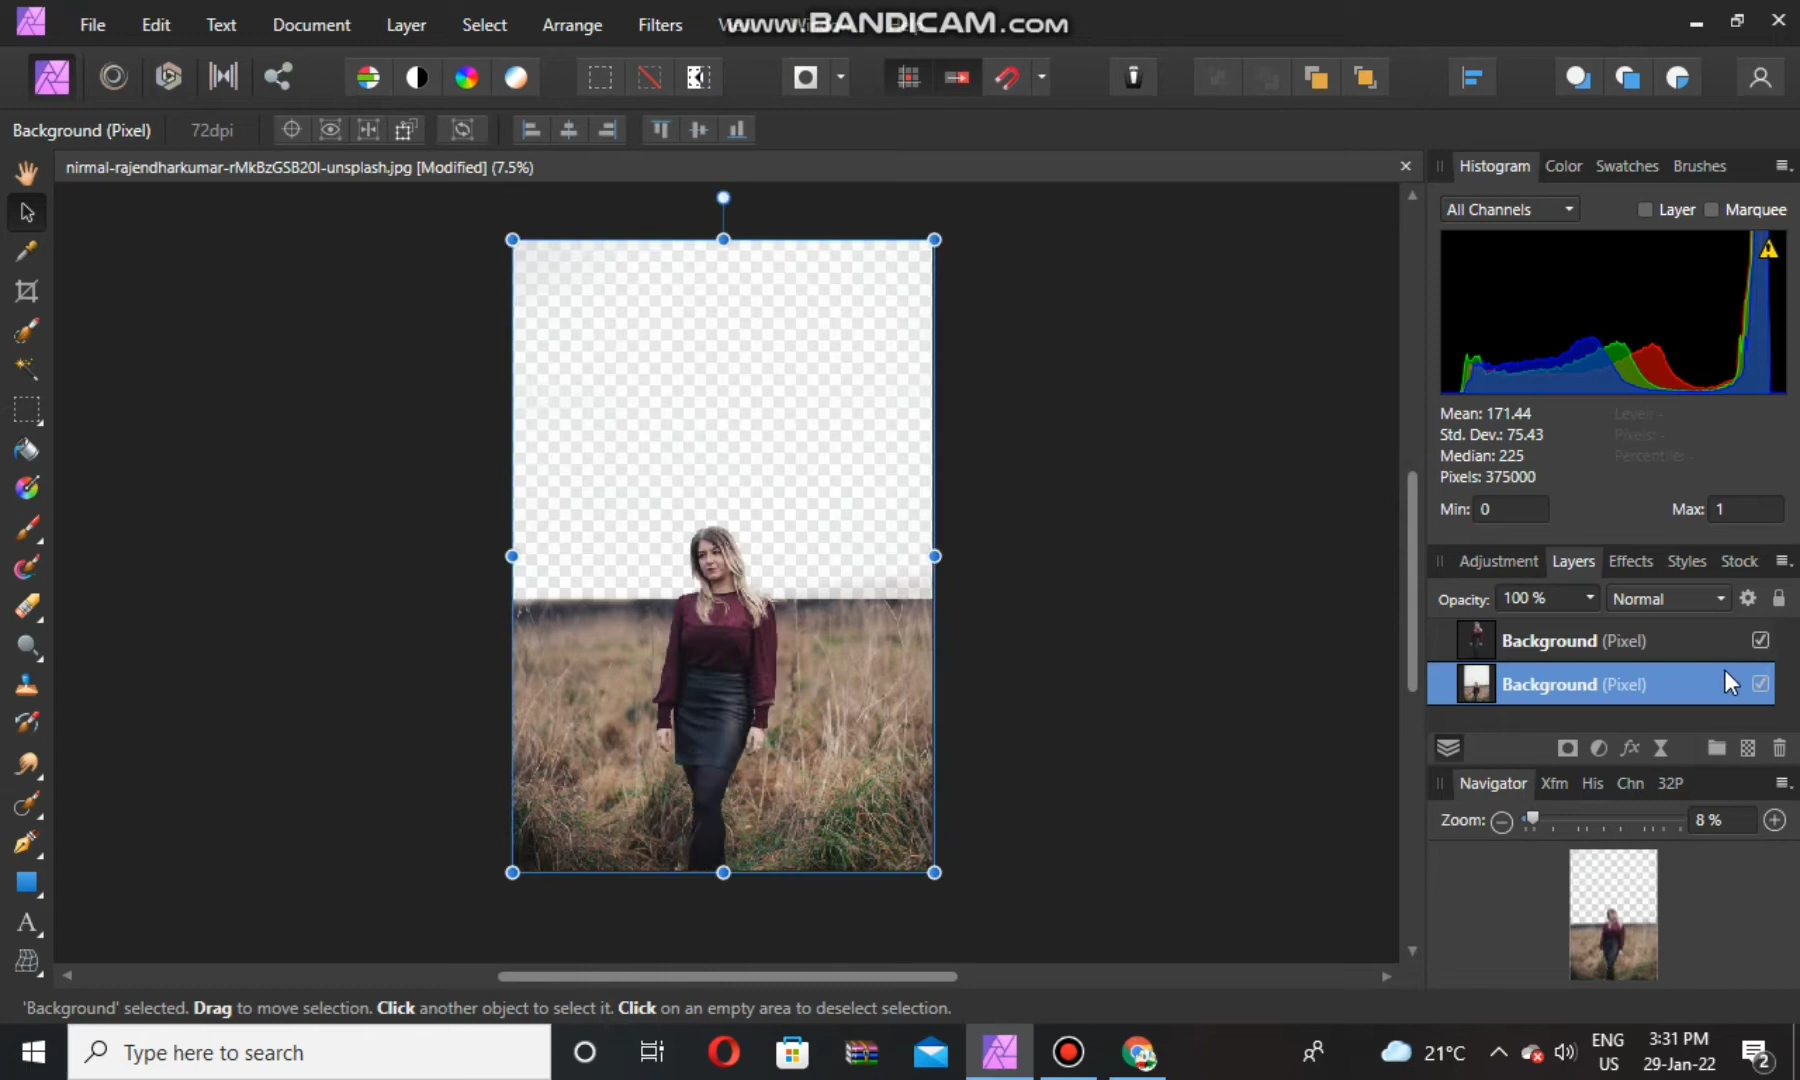 File Edit Text Document Layer Select Arrange Filters
www.BANDICAM.com
Background (Pixel) 72dpi
nirmal-rajendharkumar-rMkBzGSB20I-unsplash.jpg [Modified] (7.5%)
Histogram Color Swatches Brushes
All Channels Layer Marquee
Mean: 171.44 Level: -
Std. Dev.: 75.43 Pixels: -
Median: 225 Percentile: -
Pixels: 375000
Min: 0 Max: 1
Adjustment Layers Effects Styles Stock
Opacity: 100 % Normal
Background (Pixel)
Background (Pixel)
fx
Navigator Xfm His Chn 32P
Zoom: 8 %
'Background' selected. Drag to move selection. Click another object to select it. Click on an empty area to deselect selection.
Type here to search
21°C
ENG
US
3:31 PM
29-Jan-22
2